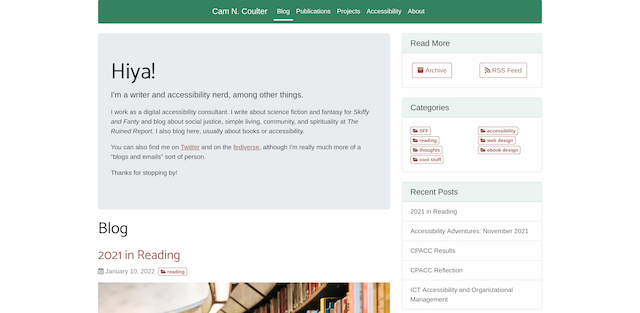 Cam N. Coulter Blog Publications Projects Accessibility About
Hiya!
I'm a writer and accessibility nerd, among other things.
I work as a digital accessibility consultant. I write about science fiction and fantasy for Skiffy
and Fanty and blog about social justice, simple living, community, and spirituality at The
Ruined Report. I also blog here, usually about books or accessibility.
You can also find me on Twitter and on the fediverse, although I'm really much more of a
"blogs and emails" sort of person.
Thanks for stopping by!
Blog
2021 in Reading
January 10, 2022 reading
Read More
Archive RSS Feed
Categories
SFF accessibility
reading web design
thoughts ebook design
cool stuff
Recent Posts
2021 in Reading
Accessibility Adventures: November 2021
CPACC Results
CPACC Reflection
ICT Accessibility and Organizational
Management